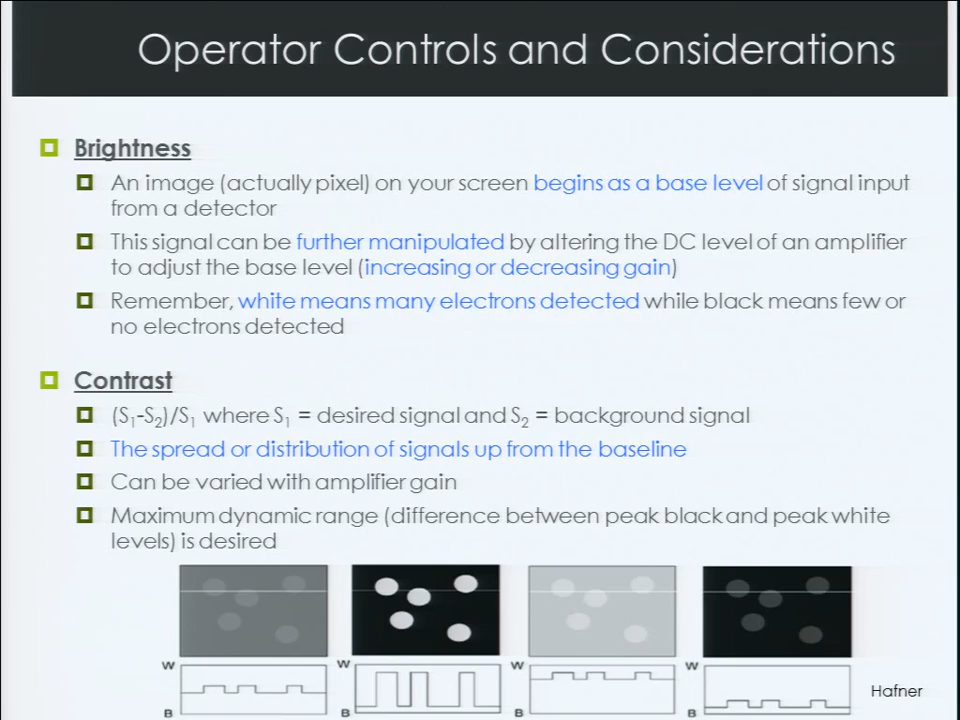 Operator Controls and Considerations
Brightness
An image (actually pixel) on your screen begins as a base level of signal input
from a detector
This signal can be further manipulated by altering the DC level of an amplifier
to adjust the base level (increasing or decreasing gain)
Remember, white means many electrons detected while black means few or
no electrons detected
Contrast
(S₁-S₂)/S₁ where S₁ = desired signal and S₂ = background signal
The spread or distribution of signals up from the baseline
Can be varied with amplifier gain
Maximum dynamic range (difference between peak black and peak white
levels) is desired
W W W W
B B B B
Hafner